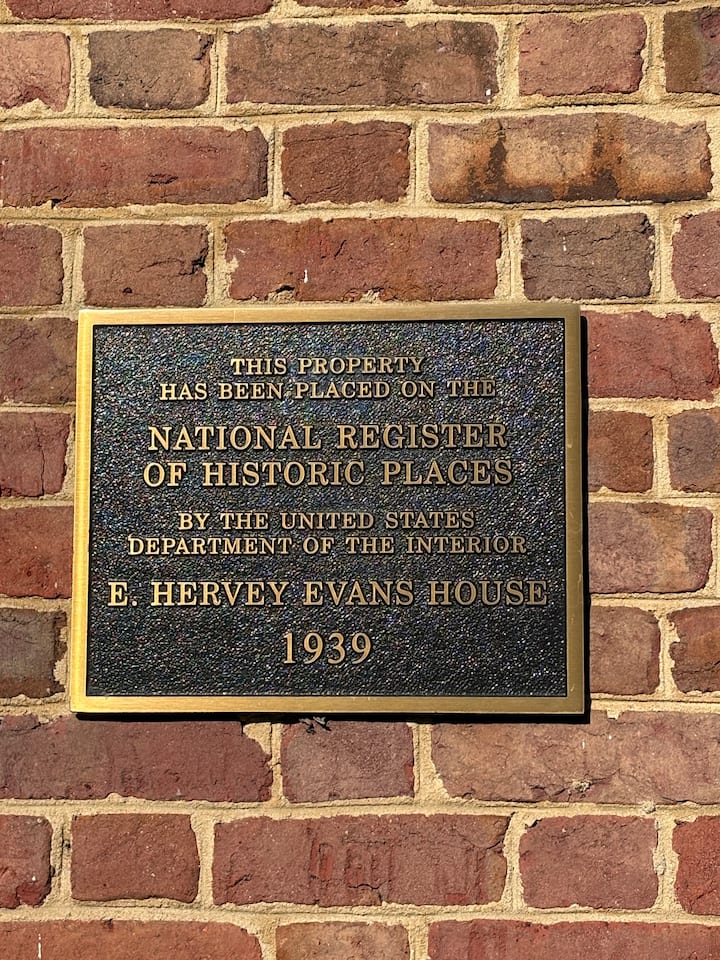 THIS PROPERTY
HAS BEEN PLACED ON THE
NATIONAL REGISTER
OF HISTORIC PLACES
BY THE UNITED STATES
DEPARTMENT OF THE INTERIOR
E. HERVEY EVANS HOUSE
1939